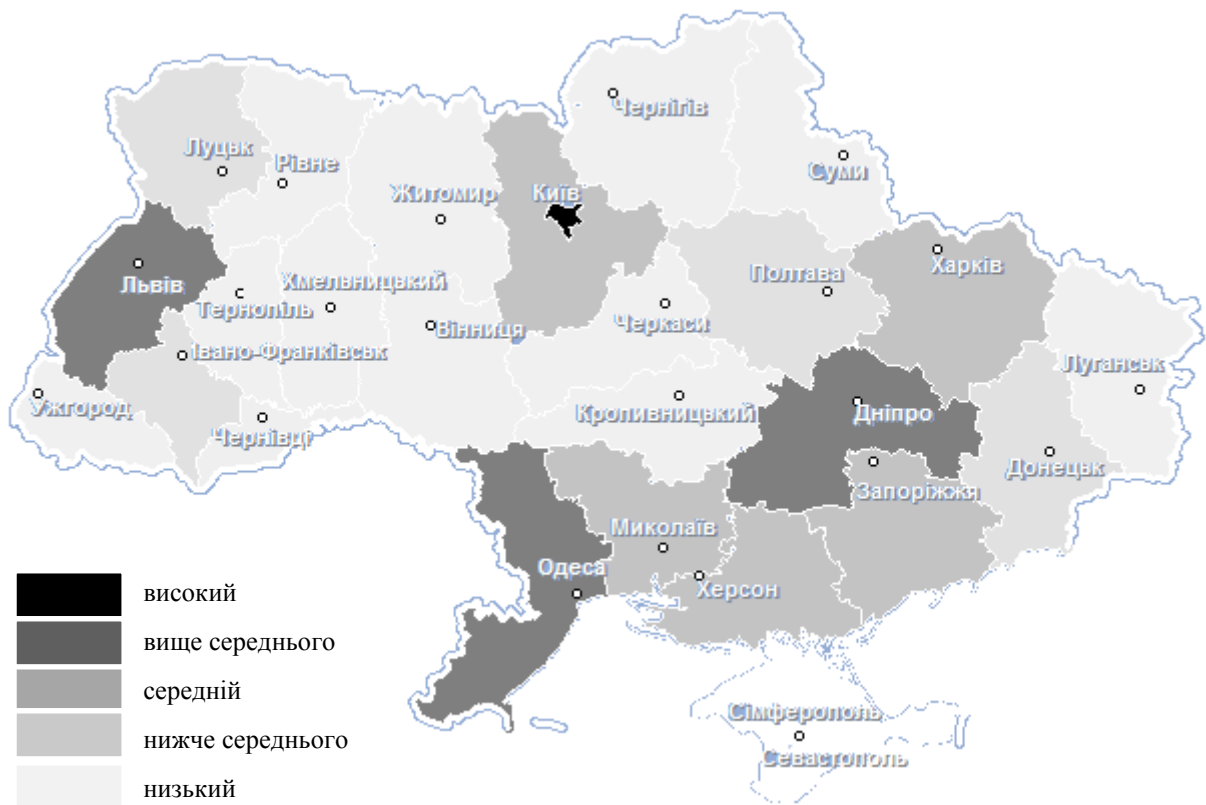 Чернігів
Луцьк
Рівне
Суми
Житомир
Київ
Львів
Хмельницький
Полтава
Харків
Тернопіль
Вінниця
Черкаси
Івано-Франківськ
Луганськ
Ужгород
Чернівці
Кропивницький
Дніпро
Донецьк
Запоріжжя
Миколаїв
Одеса
Херсон
високий
вище середнього
середній
Сімферополь
нижче середнього
Севастополь
низький